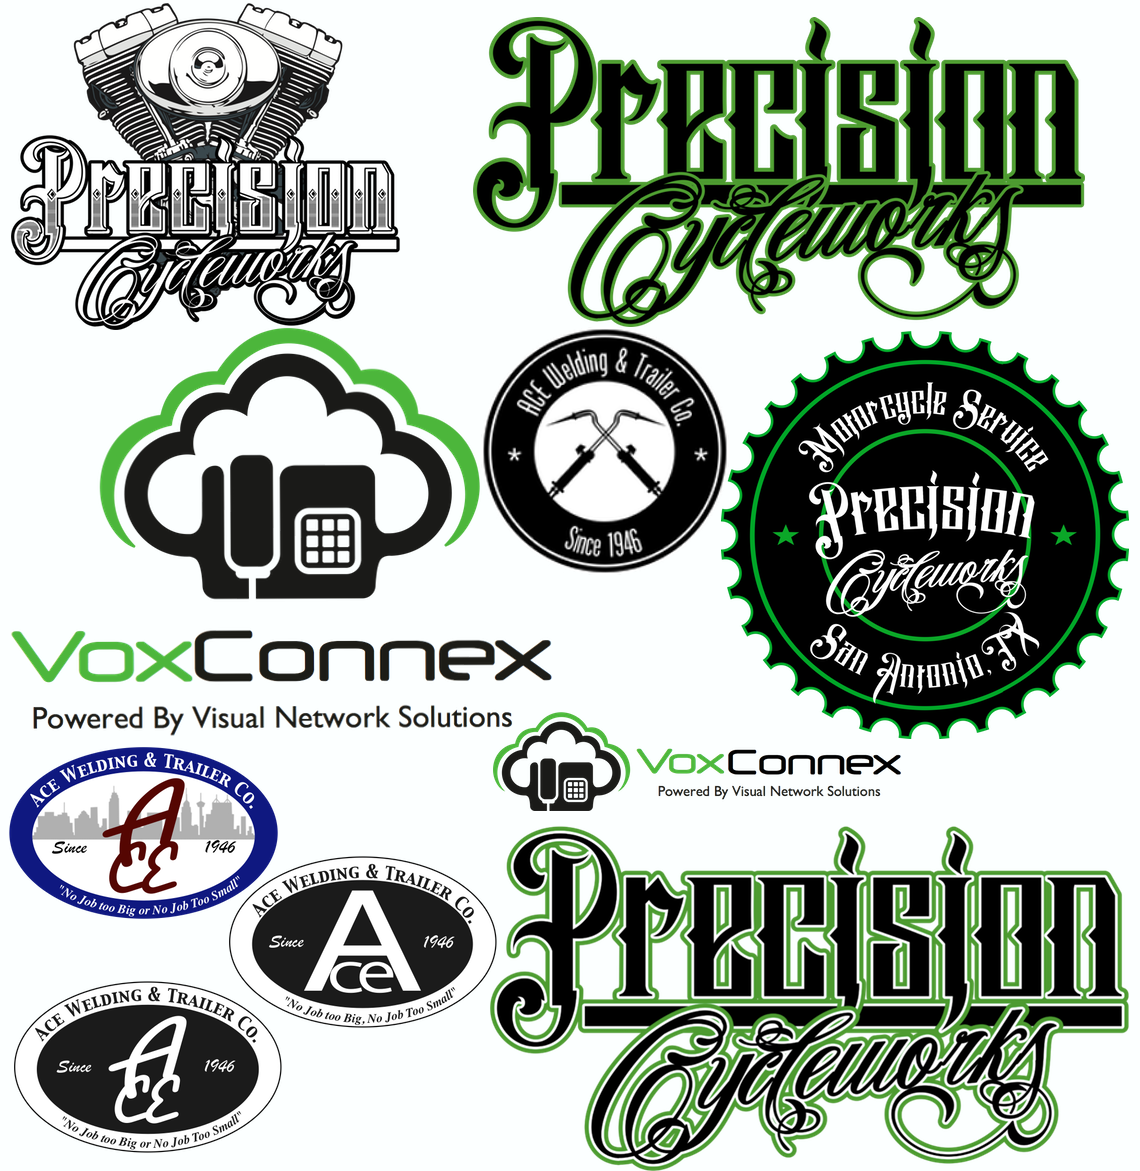 Precision
Cycleworks
Precision
Cycleworks
ACE Welding & Trailer Co.
* *
Since 1946
Motorcycle Service
Precision
Cycleworks
San Antonio, TX
VoxConnex
Powered By Visual Network Solutions
VoxConnex
Powered By Visual Network Solutions
ACE WELDING & TRAILER CO.
ACE
Since 1946
"No Job too Big or No Job Too Small"
ACE WELDING & TRAILER CO.
Ace
Since 1946
"No Job too Big, No Job Too Small"
ACE WELDING & TRAILER CO.
ACE
Since 1946
"No Job too Big or No Job Too Small"
Precision
Cycleworks